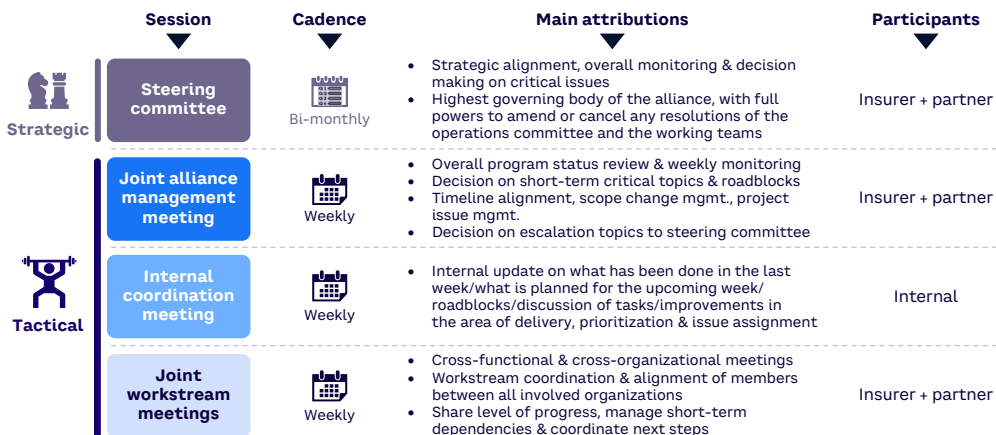 Session
Cadence
Main attributions
Participants
Strategic
Steering
committee
Bi-monthly
• Strategic alignment, overall monitoring & decision
making on critical issues
• Highest governing body of the alliance, with full
powers to amend or cancel any resolutions of the
operations committee and the working teams
Insurer + partner
Tactical
Joint alliance
management
meeting
Weekly
• Overall program status review & weekly monitoring
• Decision on short-term critical topics & roadblocks
• Timeline alignment, scope change mgmt., project
issue mgmt.
• Decision on escalation topics to steering committee
Insurer + partner
Internal
coordination
meeting
Weekly
• Internal update on what has been done in the last
week/what is planned for the upcoming week/
roadblocks/discussion of tasks/improvements in
the area of delivery, prioritization & issue assignment
Internal
Joint
workstream
meetings
Weekly
• Cross-functional & cross-organizational meetings
• Workstream coordination & alignment of members
between all involved organizations
• Share level of progress, manage short-term
dependencies & coordinate next steps
Insurer + partner